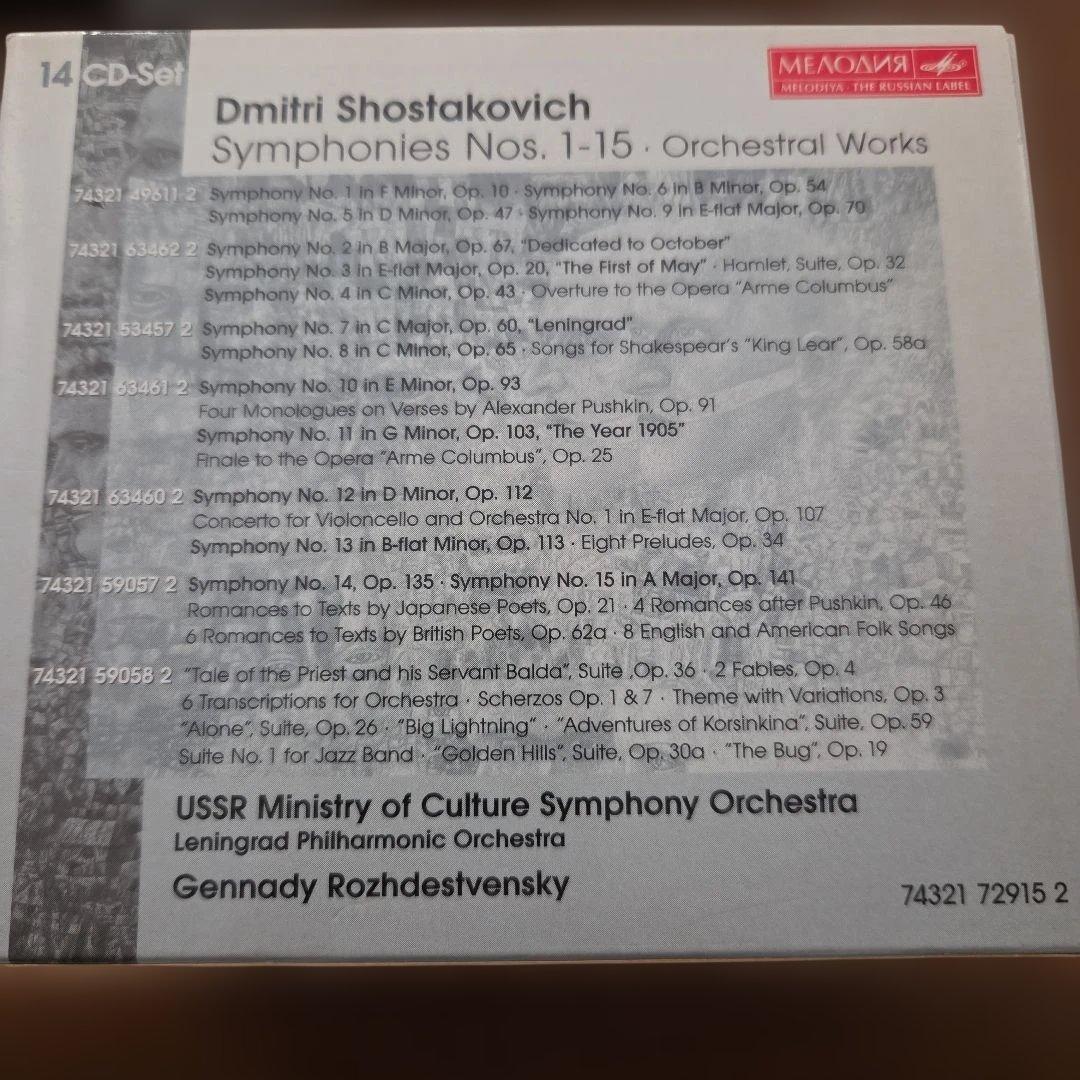 14 CD-Set
МЕЛОДИЯ
MELODIYA · THE RUSSIAN LABEL
Dmitri Shostakovich
Symphonies Nos. 1-15 · Orchestral Works
74321 49611 2 Symphony No. 1 in F Minor, Op. 10 · Symphony No. 6 in B Minor, Op. 54
Symphony No. 5 in D Minor, Op. 47 · Symphony No. 9 in E-flat Major, Op. 70
74321 63462 2 Symphony No. 2 in B Major, Op. 67, “Dedicated to October”
Symphony No. 3 in E-flat Major, Op. 20, “The First of May” · Hamlet, Suite, Op. 32
Symphony No. 4 in C Minor, Op. 43 · Overture to the Opera “Arme Columbus”
74321 53457 2 Symphony No. 7 in C Major, Op. 60, “Leningrad”
Symphony No. 8 in C Minor, Op. 65 · Songs for Shakespear’s “King Lear”, Op. 58a
74321 63461 2 Symphony No. 10 in E Minor, Op. 93
Four Monologues on Verses by Alexander Pushkin, Op. 91
Symphony No. 11 in G Minor, Op. 103, “The Year 1905”
Finale to the Opera “Arme Columbus”, Op. 25
74321 63460 2 Symphony No. 12 in D Minor, Op. 112
Concerto for Violoncello and Orchestra No. 1 in E-flat Major, Op. 107
Symphony No. 13 in B-flat Minor, Op. 113 · Eight Preludes, Op. 34
74321 59057 2 Symphony No. 14, Op. 135 · Symphony No. 15 in A Major, Op. 141
Romances to Texts by Japanese Poets, Op. 21 · 4 Romances after Pushkin, Op. 46
6 Romances to Texts by British Poets, Op. 62a · 8 English and American Folk Songs
74321 59058 2 “Tale of the Priest and his Servant Balda”, Suite ,Op. 36 · 2 Fables, Op. 4
6 Transcriptions for Orchestra · Scherzos Op. 1 & 7 · Theme with Variations, Op. 3
“Alone”, Suite, Op. 26 · “Big Lightning” · “Adventures of Korsinkina”, Suite, Op. 59
Suite No. 1 for Jazz Band · “Golden Hills”, Suite, Op. 30a · “The Bug”, Op. 19
USSR Ministry of Culture Symphony Orchestra
Leningrad Philharmonic Orchestra
Gennady Rozhdestvensky
74321 72915 2